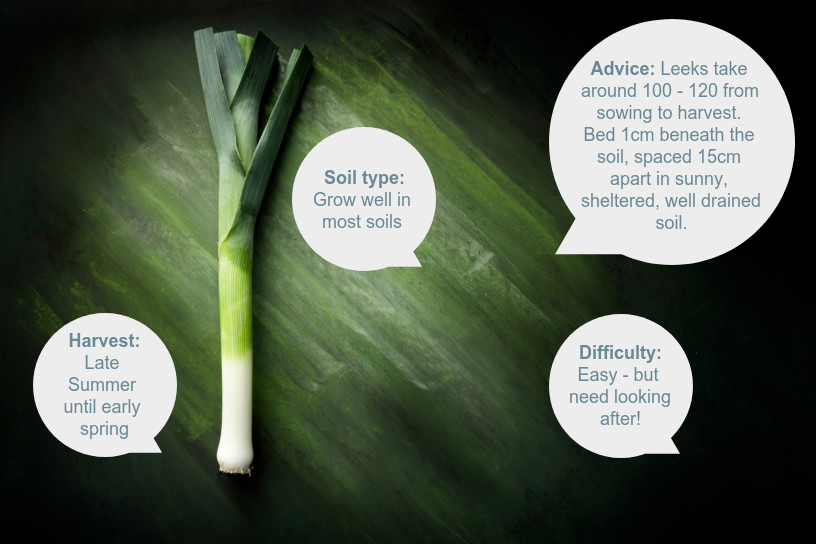 Advice: Leeks take
around 100 - 120 from
sowing to harvest.
Bed 1cm beneath the
soil, spaced 15cm
apart in sunny,
sheltered, well drained
soil.
Soil type:
Grow well in
most soils
Harvest:
Late
Summer
until early
spring
Difficulty:
Easy - but
need looking
after!